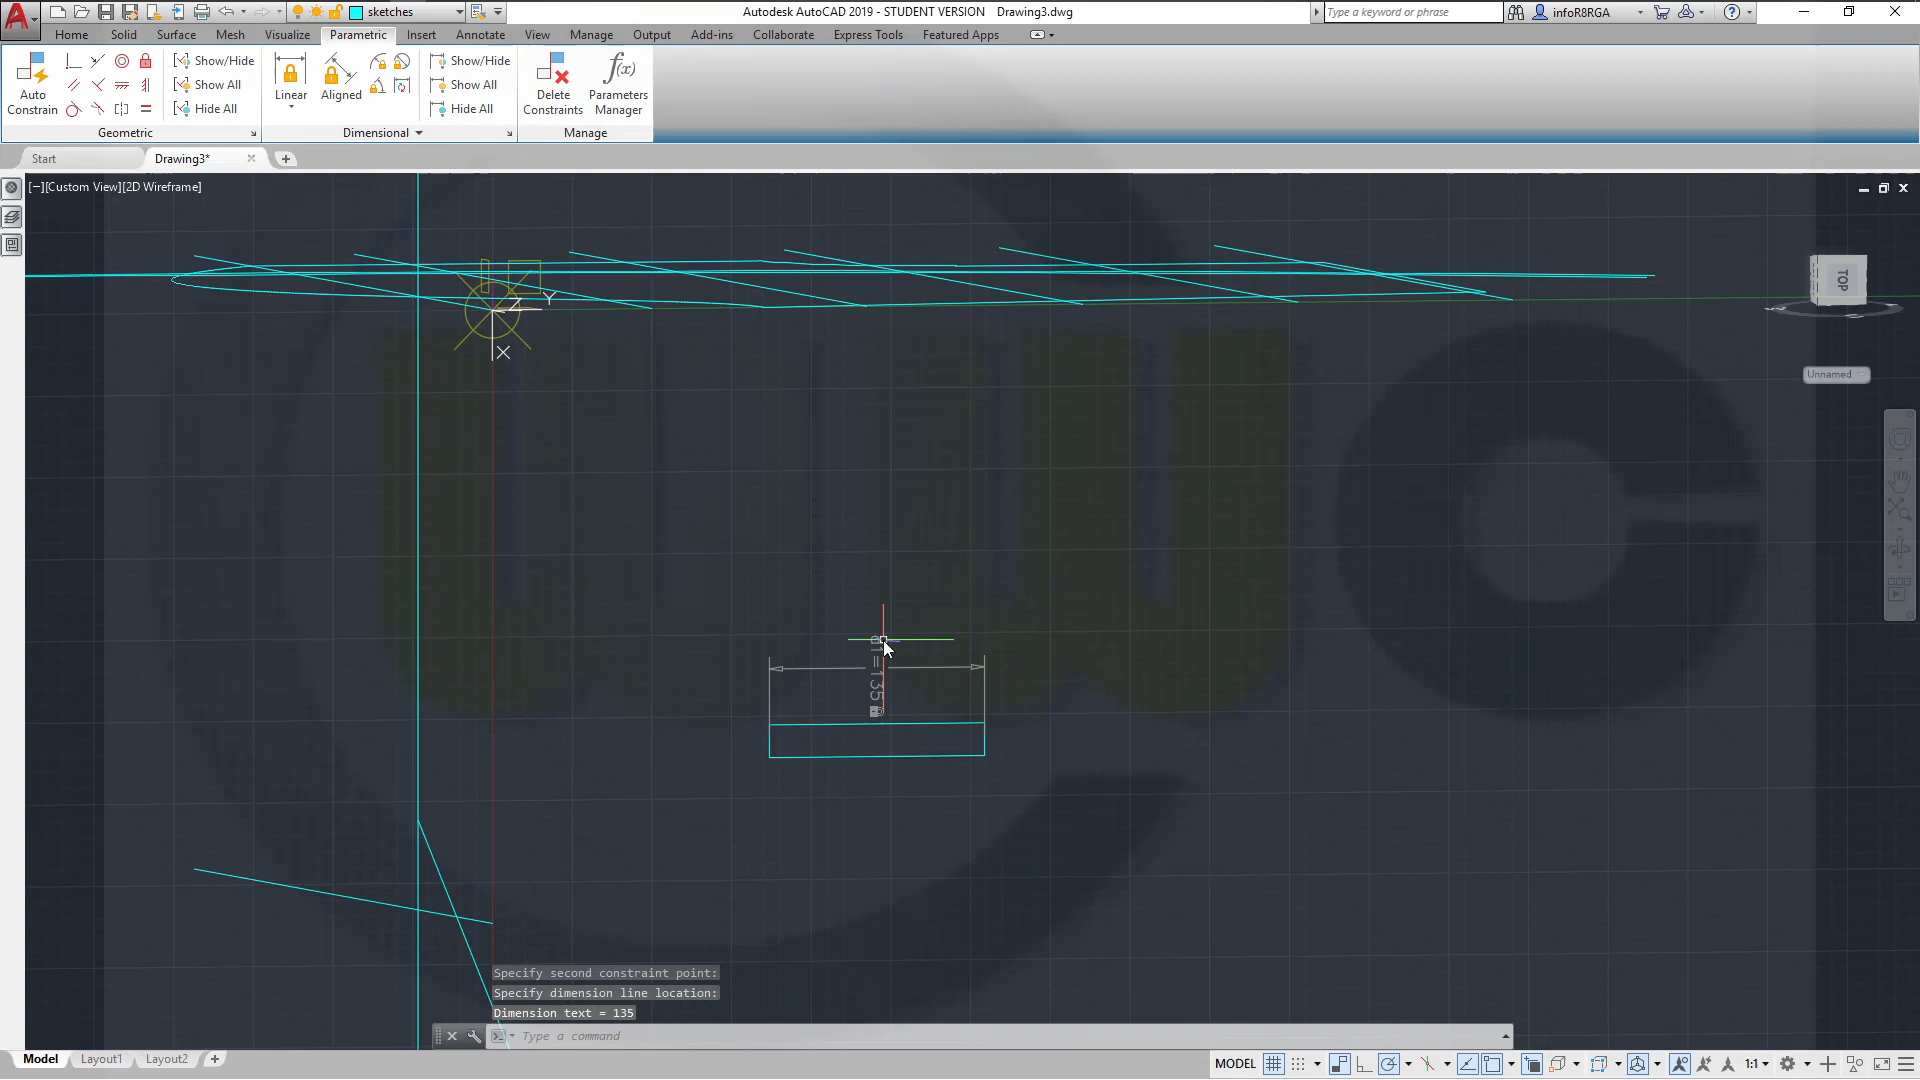 sketches
Autodesk AutoCAD 2019 - STUDENT VERSION Drawing3.dwg
Type a keyword or phrase
infoR8RGA
Home Solid Surface Mesh Visualize Parametric Insert Annotate View Manage Output Add-ins Collaborate Express Tools Featured Apps
Auto Constrain
Show/Hide
Show All
Hide All
Linear
Aligned
Show/Hide
Show All
Hide All
Delete Constraints
f(x)
Parameters Manager
Geometric
Dimensional
Manage
Start
Drawing3*
[−][Custom View][2D Wireframe]
TOP
Z
Y
X
Unnamed
d1=135
Specify second constraint point:
Specify dimension line location:
Dimension text = 135
Type a command
Model Layout1 Layout2
MODEL
1:1